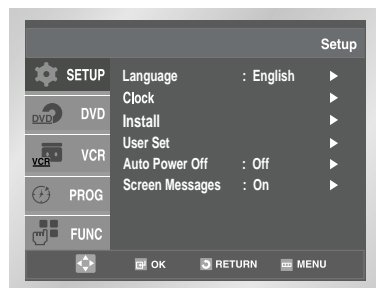 Setup
SETUP
DVD DVD
VCR VCR
PROG
FUNC
Language : English ►
Clock ►
Install ►
User Set ►
Auto Power Off : Off ►
Screen Messages : On ►
OK RETURN MENU